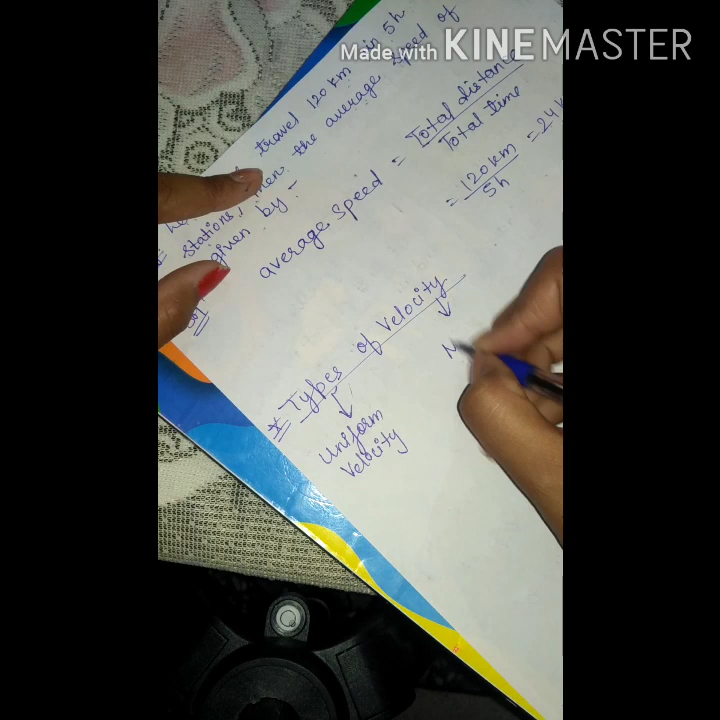 Made with KINEMASTER
travel 120 km in 5h
stations, then the average speed of
given by -
average speed = Total distance
Total time
= 120 km = 24 K
5h
* Types of Velocity
Uniform
Velocity
N